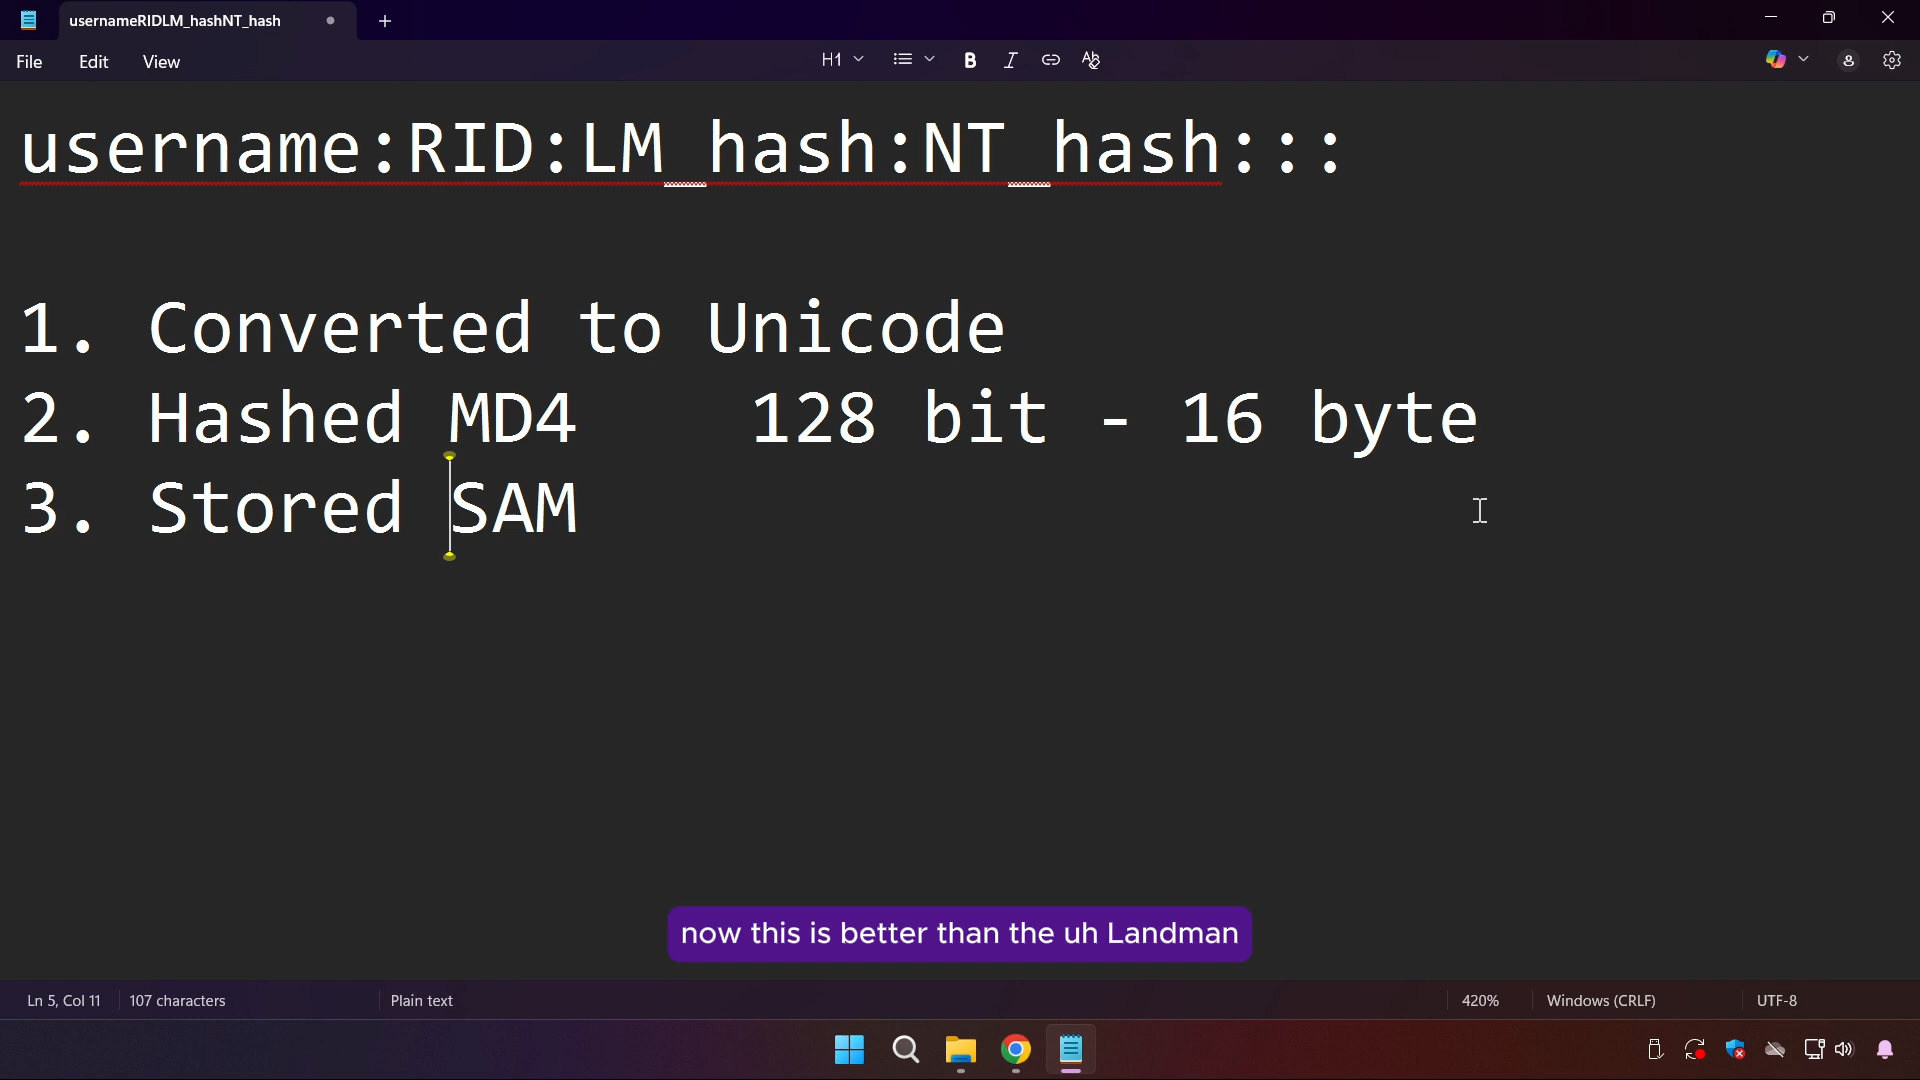 usernameRIDLM_hashNT_hash
File Edit View
H1
username:RID:LM_hash:NT_hash:::
1. Converted to Unicode
2. Hashed MD4 128 bit - 16 byte
3. Stored SAM
now this is better than the uh Landman
Ln 5, Col 11 107 characters Plain text 420% Windows (CRLF) UTF-8